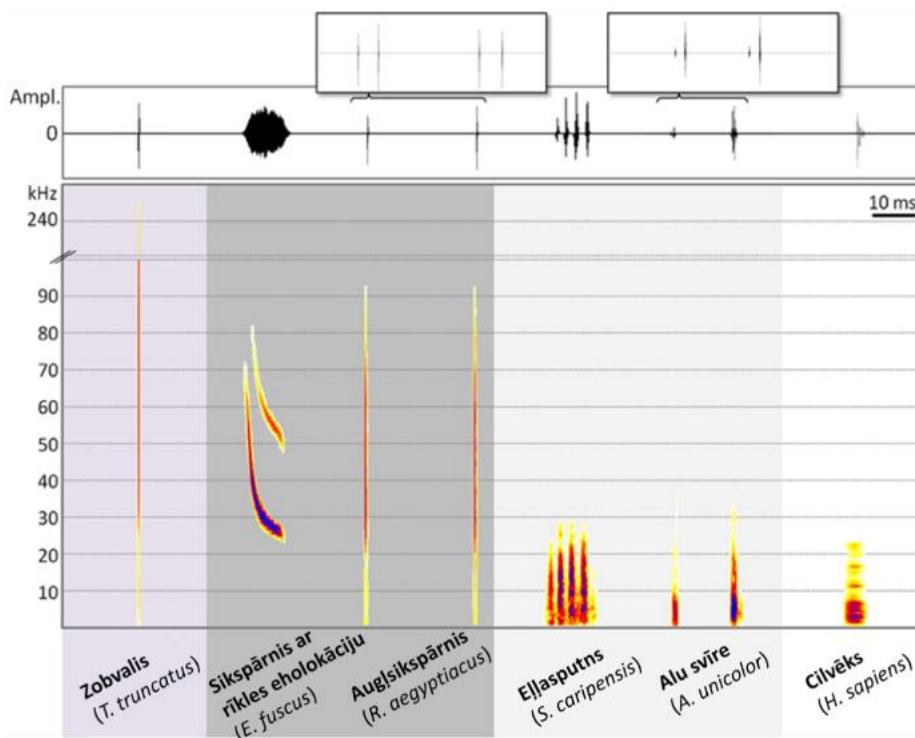 Ampl.
0
kHz
240
10 ms
90
80
70
60
50
40
30
20
10
Zobvalis
(T. truncatus)
Sikspārnis ar
rīkles eholokāciju
(E. fuscus)
Augļsikspārnis
(R. aegyptiacus)
Eļļasputns
(S. caripensis)
Alu svīre
(A. unicolor)
Cilvēks
(H. sapiens)